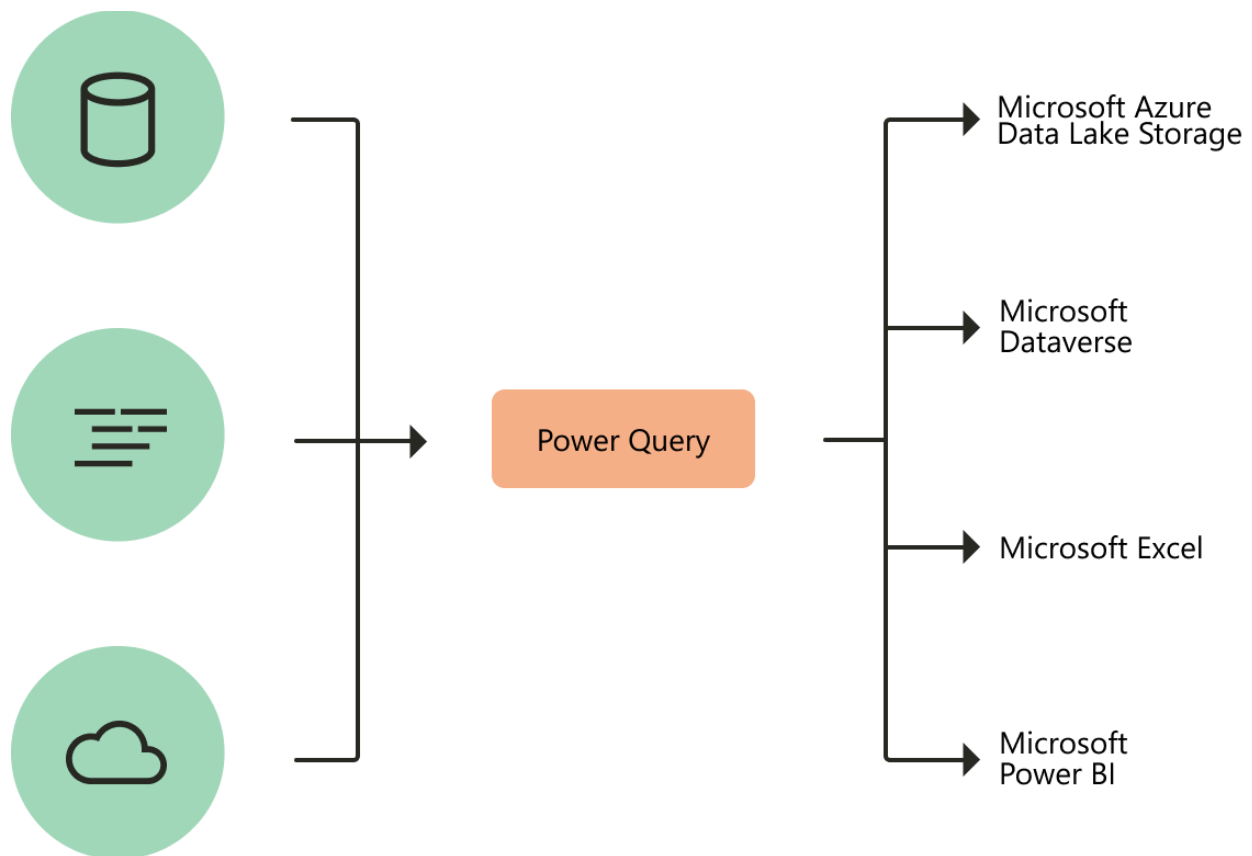 Microsoft Azure
Data Lake Storage
Microsoft
Dataverse
Power Query
Microsoft Excel
Microsoft
Power BI